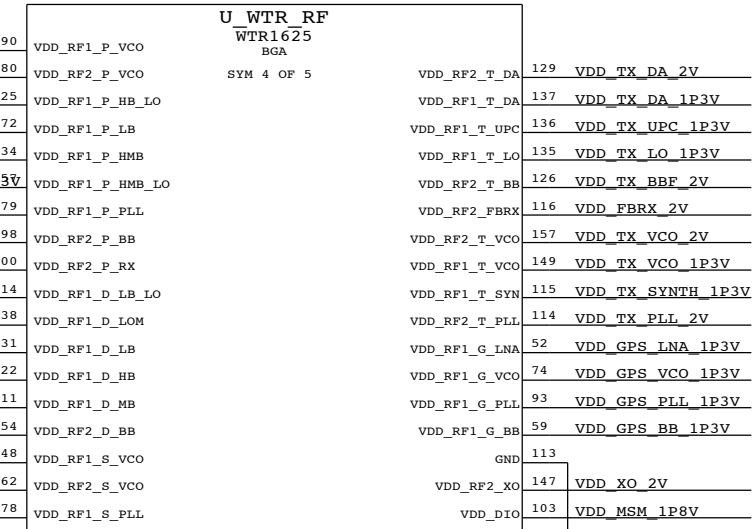 U_WTR_RF
WTR1625
BGA
SYM 4 OF 5
90 VDD_RF1_P_VCO
80 VDD_RF2_P_VCO VDD_RF2_T_DA 129 VDD_TX_DA_2V
25 VDD_RF1_P_HB_LO VDD_RF1_T_DA 137 VDD_TX_DA_1P3V
72 VDD_RF1_P_LB VDD_RF1_T_UPC 136 VDD_TX_UPC_1P3V
34 VDD_RF1_P_HMB VDD_RF1_T_LO 135 VDD_TX_LO_1P3V
VDD_RF1_P_HMB_LO VDD_RF2_T_BB 126 VDD_TX_BBF_2V
79 VDD_RF1_P_PLL VDD_RF2_FBRX 116 VDD_FBRX_2V
98 VDD_RF2_P_BB VDD_RF2_T_VCO 157 VDD_TX_VCO_2V
00 VDD_RF2_P_RX VDD_RF1_T_VCO 149 VDD_TX_VCO_1P3V
14 VDD_RF1_D_LB_LO VDD_RF1_T_SYN 115 VDD_TX_SYNTH_1P3V
38 VDD_RF1_D_LOM VDD_RF2_T_PLL 114 VDD_TX_PLL_2V
31 VDD_RF1_D_LB VDD_RF1_G_LNA 52 VDD_GPS_LNA_1P3V
22 VDD_RF1_D_HB VDD_RF1_G_VCO 74 VDD_GPS_VCO_1P3V
11 VDD_RF1_D_MB VDD_RF1_G_PLL 93 VDD_GPS_PLL_1P3V
54 VDD_RF2_D_BB VDD_RF1_G_BB 59 VDD_GPS_BB_1P3V
48 VDD_RF1_S_VCO GND 113
62 VDD_RF2_S_VCO VDD_RF2_XO 147 VDD_XO_2V
78 VDD_RF1_S_PLL VDD_DIO 103 VDD_MSM_1P8V